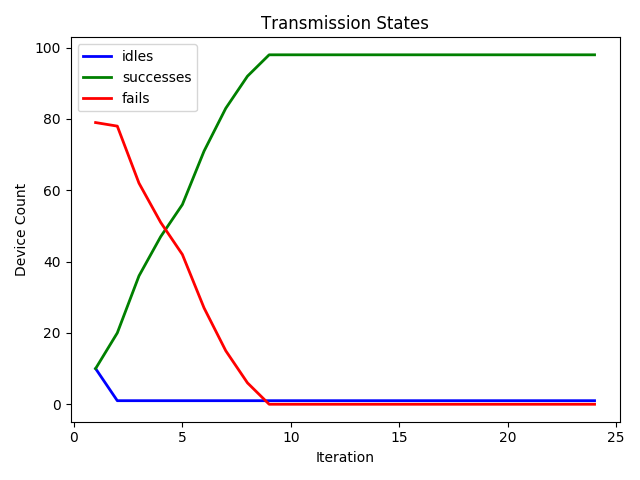 Transmission States
idles
successes
fails
100
80
60
40
20
0
Device Count
0 5 10 15 20 25
Iteration